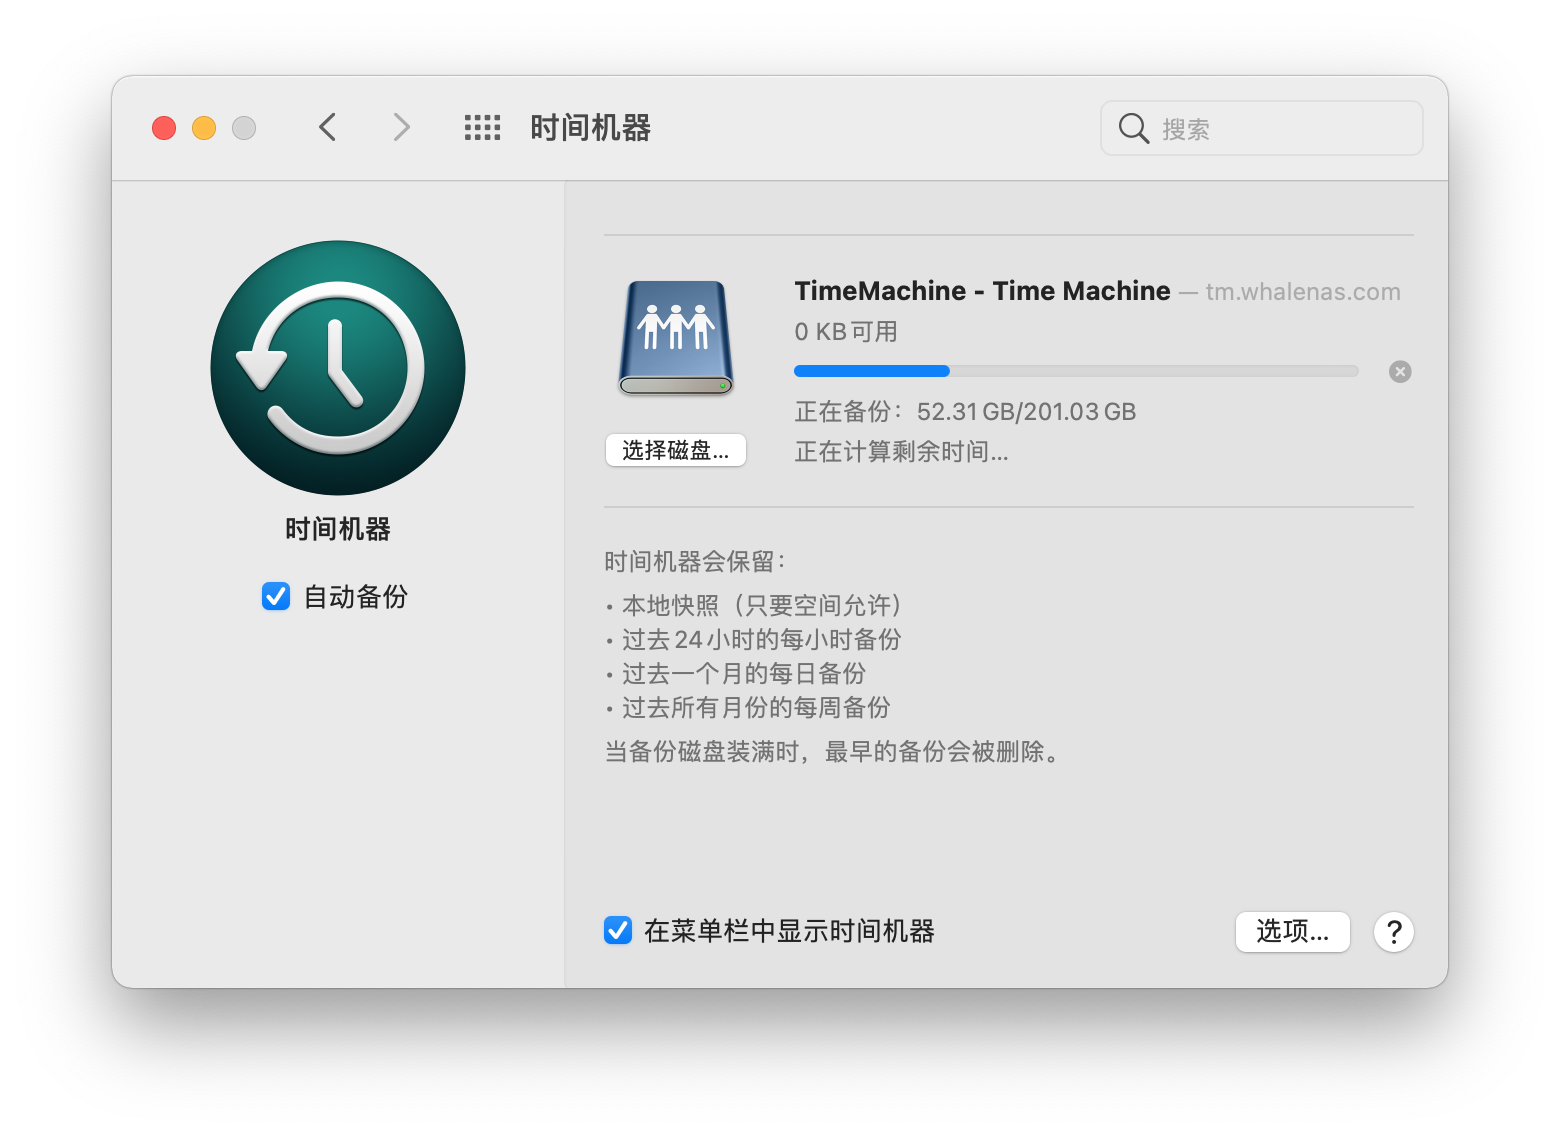 时间机器
搜索
时间机器
自动备份
TimeMachine - Time Machine — tm.whalenas.com
0 KB可用
正在备份：52.31 GB/201.03 GB
正在计算剩余时间...
选择磁盘...
时间机器会保留：
• 本地快照（只要空间允许）
• 过去 24 小时的每小时备份
• 过去一个月的每日备份
• 过去所有月份的每周备份
当备份磁盘装满时，最早的备份会被删除。
在菜单栏中显示时间机器
选项...
?